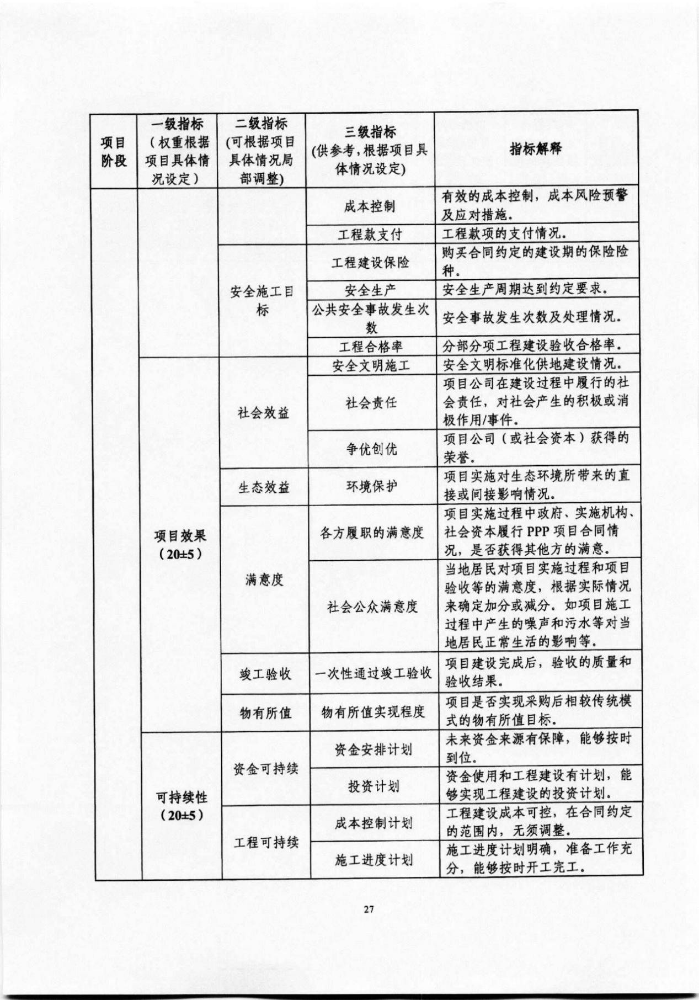 项目
阶段
一级指标
（权重根据
项目具体情
况设定）
二级指标
(可根据项目
具体情况局
部调整)
三级指标
(供参考,根据项目具
体情况设定)
指标解释
成本控制
有效的成本控制，成本风险预警
及应对措施。
工程款支付
工程款项的支付情况。
安全施工目
标
工程建设保险
购买合同约定的建设期的保险险
种。
安全生产
安全生产周期达到约定要求。
公共安全事故发生次
数
安全事故发生次数及处理情况。
工程合格率
分部分项工程建设验收合格率。
项目效果
（20±5）
社会效益
安全文明施工
安全文明标准化供地建设情况。
社会责任
项目公司在建设过程中履行的社
会责任，对社会产生的积极或消
极作用/事件。
争优创优
项目公司（或社会资本）获得的
荣誉。
生态效益
环境保护
项目实施对生态环境所带来的直
接或间接影响情况。
满意度
各方履职的满意度
项目实施过程中政府、实施机构、
社会资本履行 PPP 项目合同情
况，是否获得其他方的满意。
社会公众满意度
当地居民对项目实施过程和项目
验收等的满意度，根据实际情况
来确定加分或减分。如项目施工
过程中产生的噪声和污水等对当
地居民正常生活的影响等。
竣工验收
一次性通过竣工验收
项目建设完成后，验收的质量和
验收结果。
物有所值
物有所值实现程度
项目是否实现采购后相较传统模
式的物有所值目标。
可持续性
（20±5）
资金可持续
资金安排计划
未来资金来源有保障，能够按时
到位。
投资计划
资金使用和工程建设有计划，能
够实现工程建设的投资计划。
工程可持续
成本控制计划
工程建设成本可控，在合同约定
的范围内，无须调整。
施工进度计划
施工进度计划明确，准备工作充
分，能够按时开工完工。
27